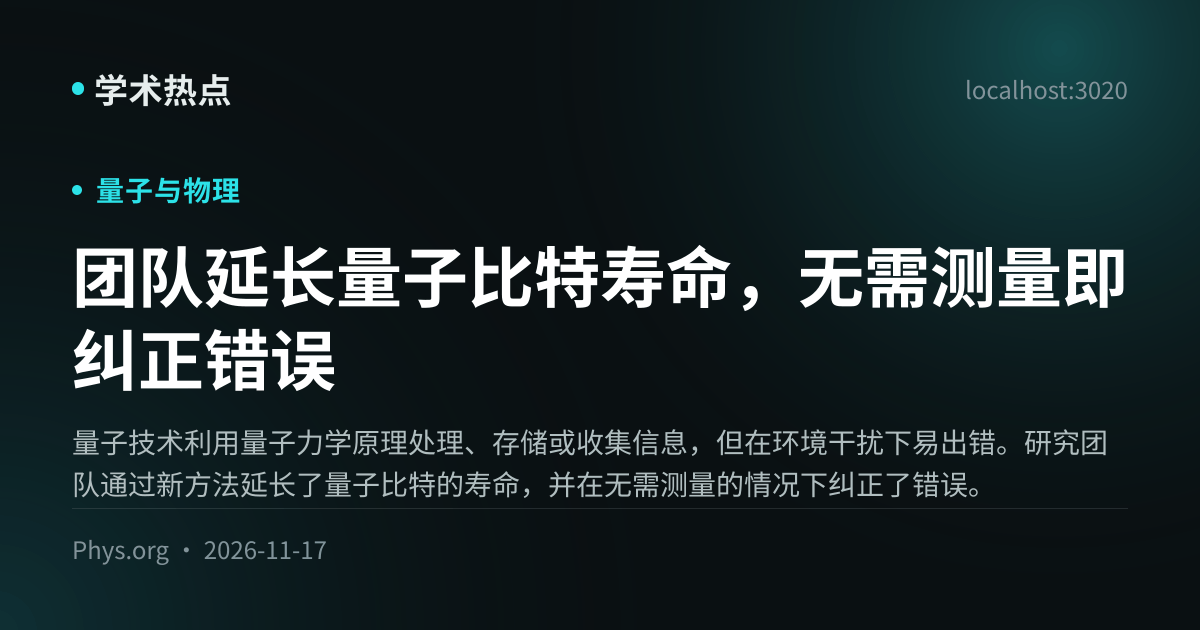 学术热点
localhost:3020
量子与物理
团队延长量子比特寿命，无需测量即
纠正错误
量子技术利用量子力学原理处理、存储或收集信息，但在环境干扰下易出错。研究团
队通过新方法延长了量子比特的寿命，并在无需测量的情况下纠正了错误。
Phys.org • 2026-11-17